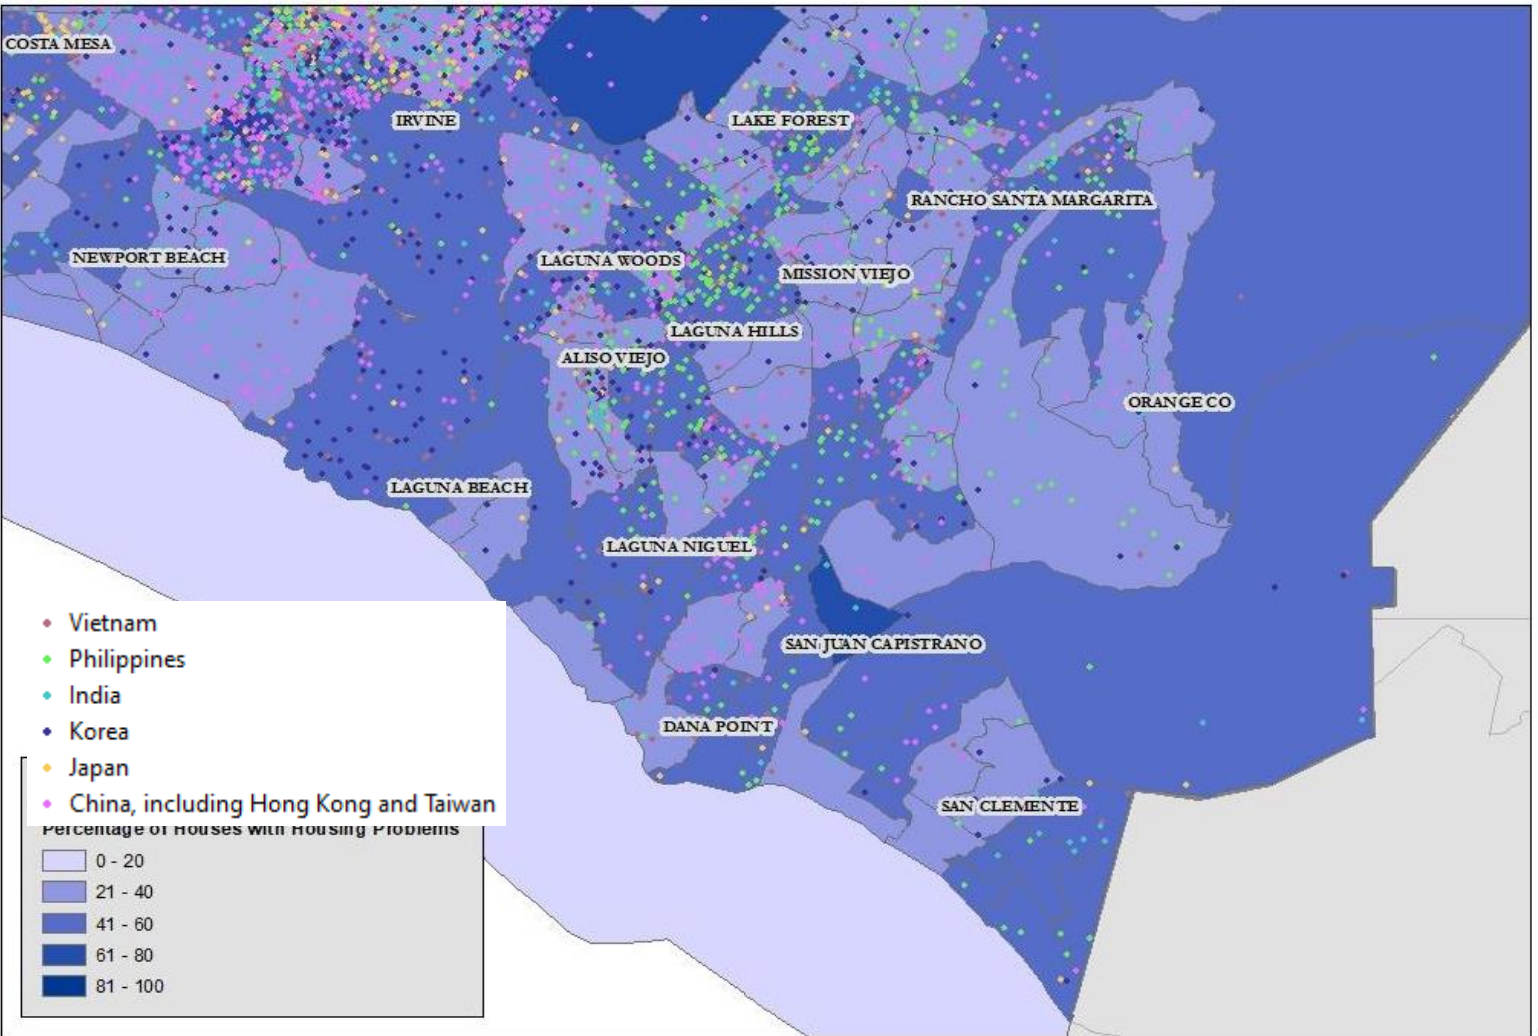 COSTA MESA
IRVINE
LAKE FOREST
RANCHO SANTA MARGARITA
NEWPORT BEACH
LAGUNA WOODS
MISSION VIEJO
LAGUNA HILLS
ALISO VIEJO
ORANGE CO
LAGUNA BEACH
LAGUNA NIGUEL
SAN JUAN CAPISTRANO
DANA POINT
SAN CLEMENTE
Vietnam
Philippines
India
Korea
Japan
China, including Hong Kong and Taiwan
Percentage of Houses with Housing Problems
0 - 20
21 - 40
41 - 60
61 - 80
81 - 100